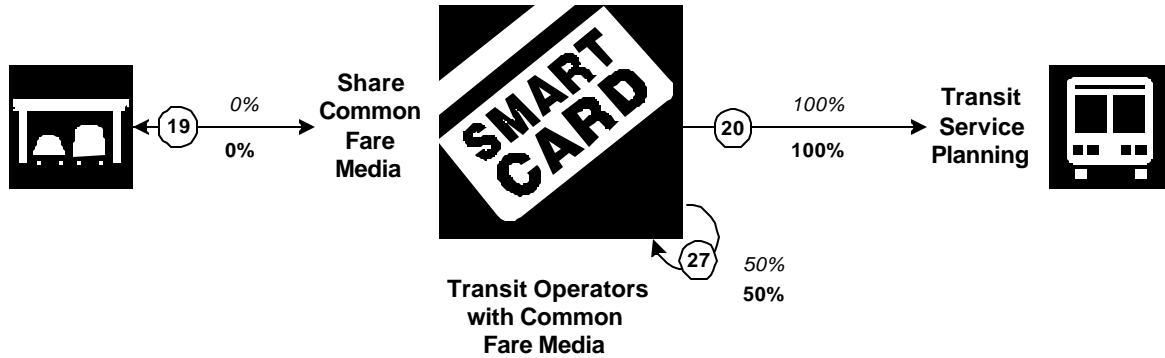 19
0%
0%
Share
Common
Fare
Media
SMART
CARD
20
100%
100%
Transit
Service
Planning
27
50%
50%
Transit Operators
with Common
Fare Media